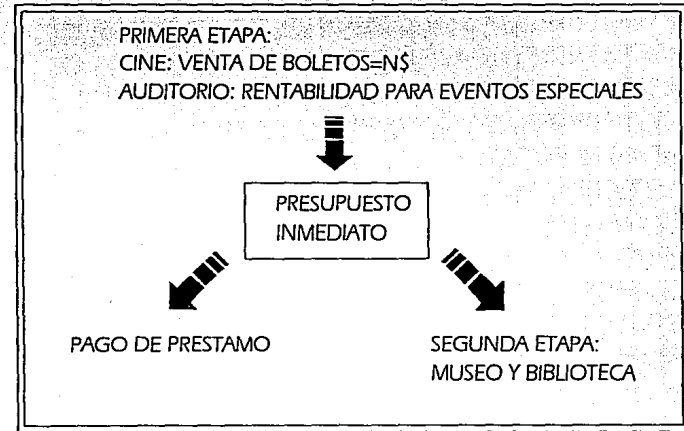 PRIMERA ETAPA:
CINE: VENTA DE BOLETOS=N$
AUDITORIO: RENTABILIDAD PARA EVENTOS ESPECIALES
PRESUPUESTO
INMEDIATO
PAGO DE PRESTAMO
SEGUNDA ETAPA:
MUSEO Y BIBLIOTECA